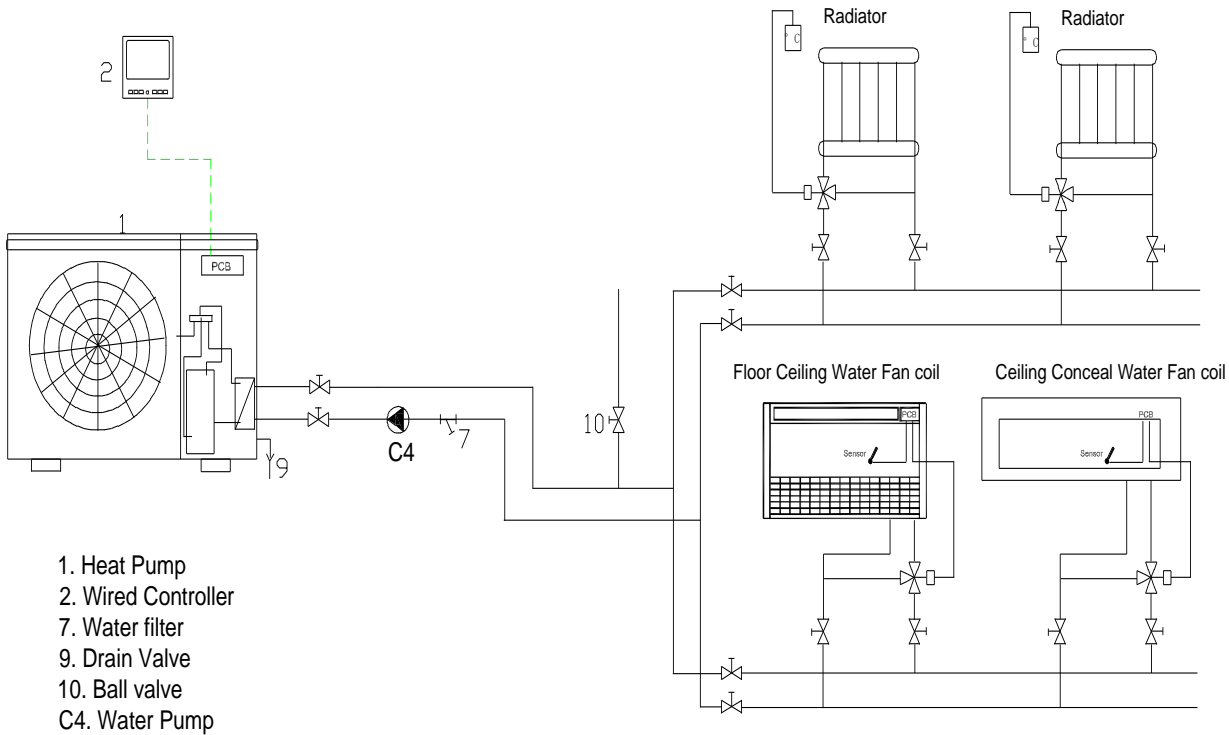 Radiator
Radiator
° C
° C
2
1
PCB
Floor Ceiling Water Fan coil
Ceiling Conceal Water Fan coil
PCB
PCB
10
7
C4
Sensor
Sensor
9
1. Heat Pump
2. Wired Controller
7. Water filter
9. Drain Valve
10. Ball valve
C4. Water Pump